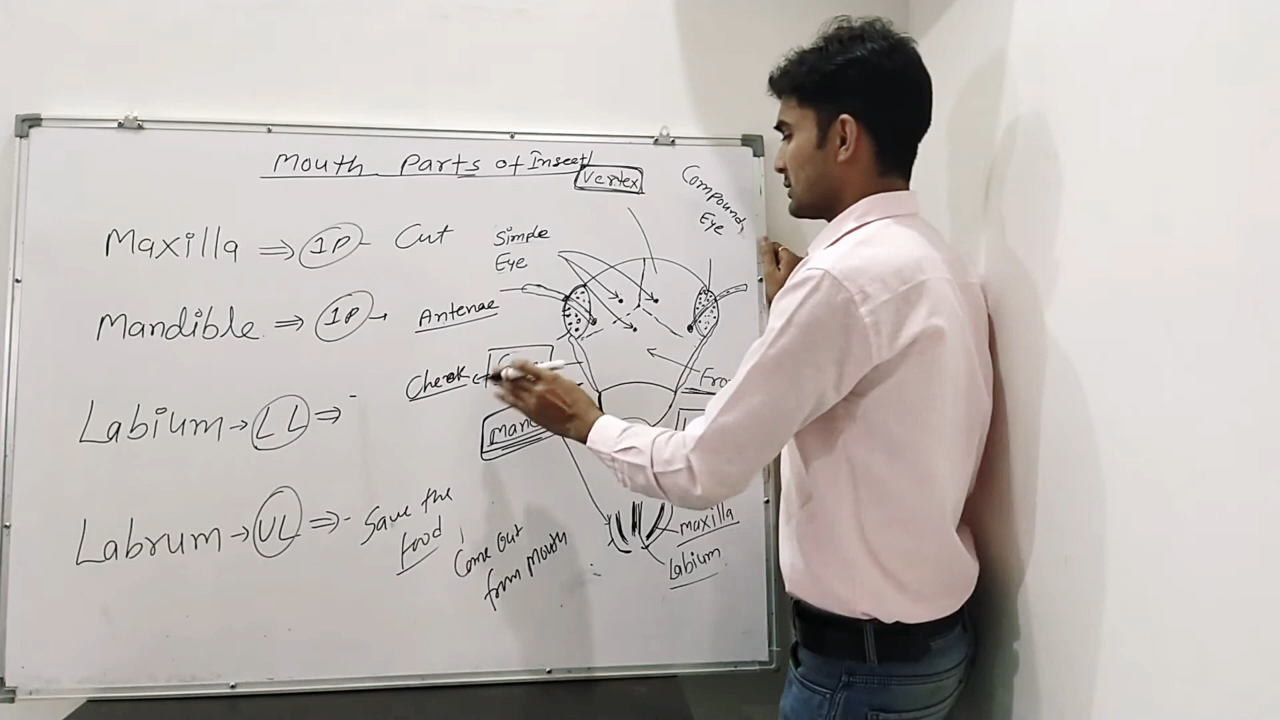 Mouth Parts of Insect
Vertex
Compound
Eye
Maxilla ⇒ 1P - Cut
Simple
Eye
Mandible ⇒ 1P →
Antenae
Cheek ←
Labium → LL ⇒ -
Labrum → UL ⇒ - Save the
food
Come Out
from Mouth
maxilla
Labium